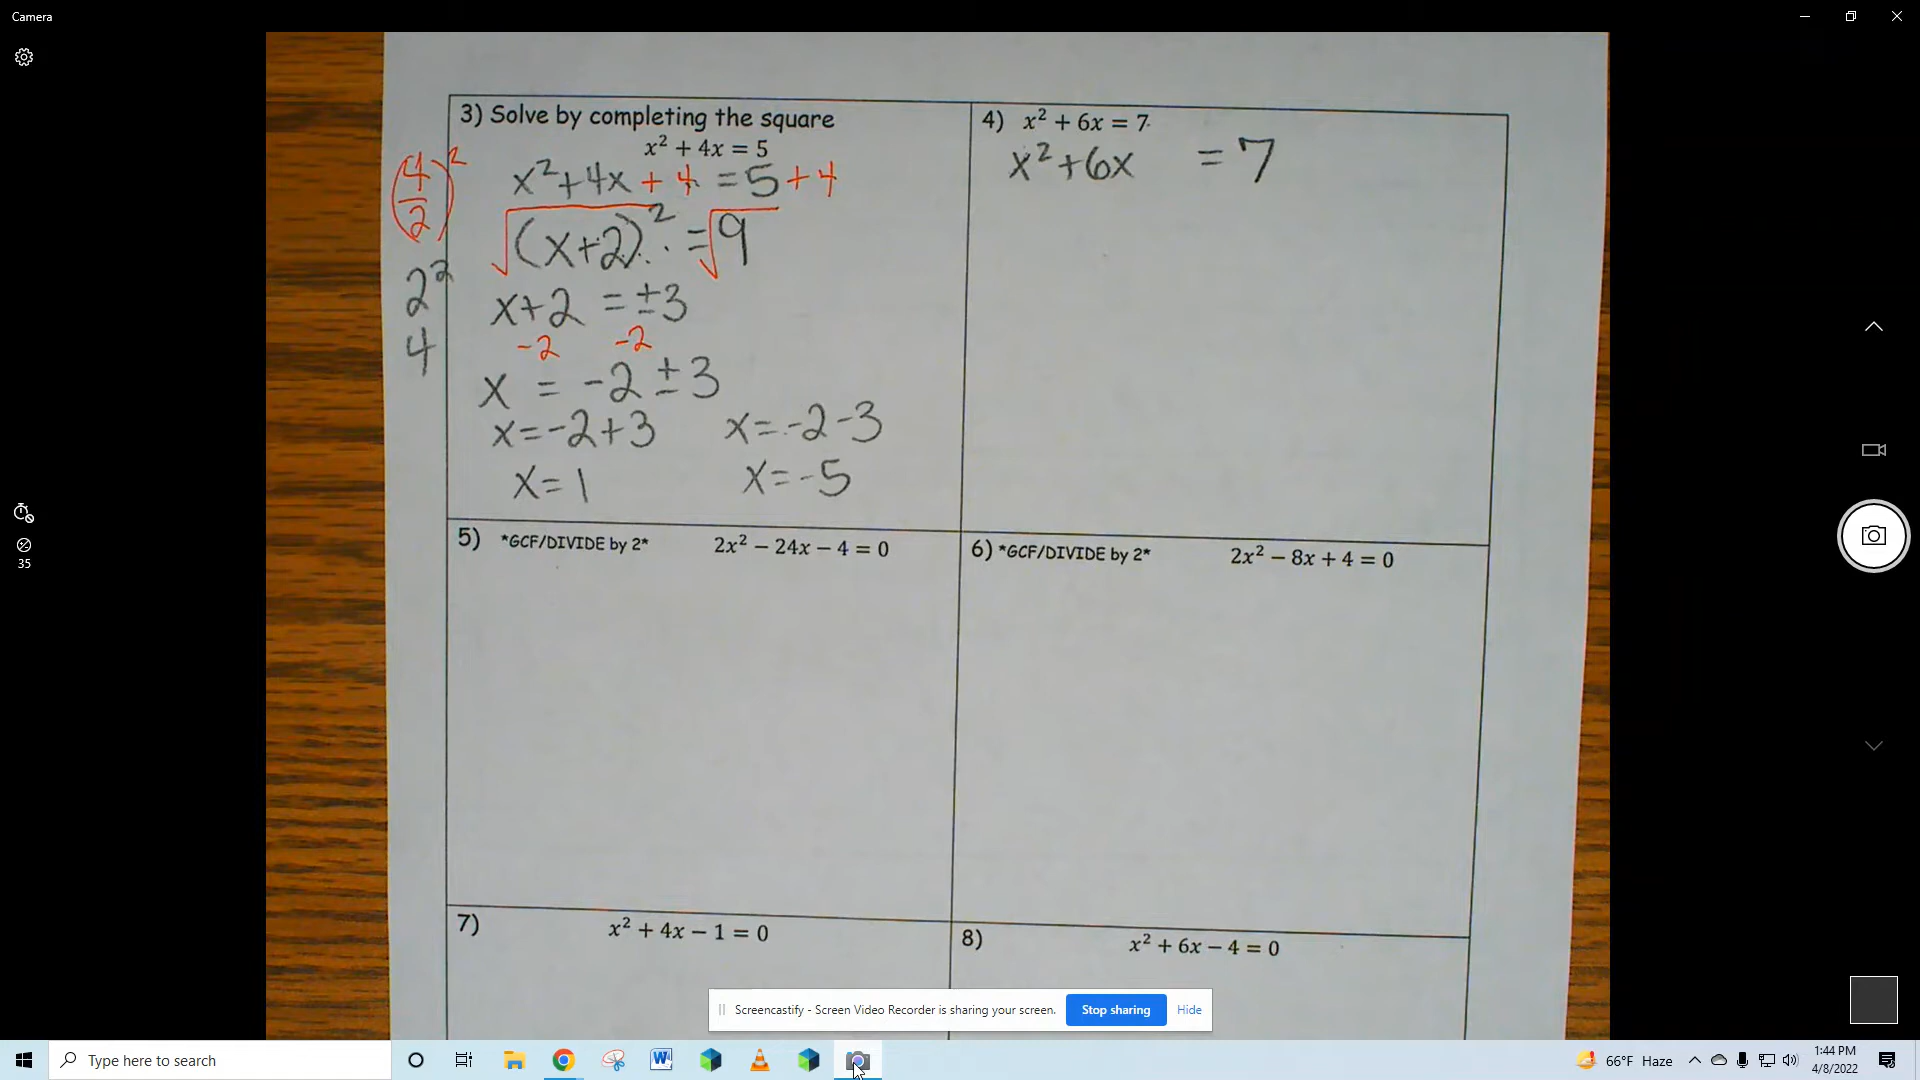 Camera
3) Solve by completing the square
x² + 4x = 5
(4/2)²
x²+4x + 4 = 5 + 4
√(x+2)² = √9
2²
x+2 = ±3
4
-2 -2
x = -2 ± 3
x=-2+3 x=-2-3
x=1 x=-5
4) x² + 6x = 7
x²+6x = 7
5) *GCF/DIVIDE by 2* 2x² − 24x − 4 = 0
6) *GCF/DIVIDE by 2* 2x² − 8x + 4 = 0
7) x² + 4x − 1 = 0
8) x² + 6x − 4 = 0
35
Screencastify - Screen Video Recorder is sharing your screen. Stop sharing Hide
Type here to search
66°F Haze
1:44 PM
4/8/2022